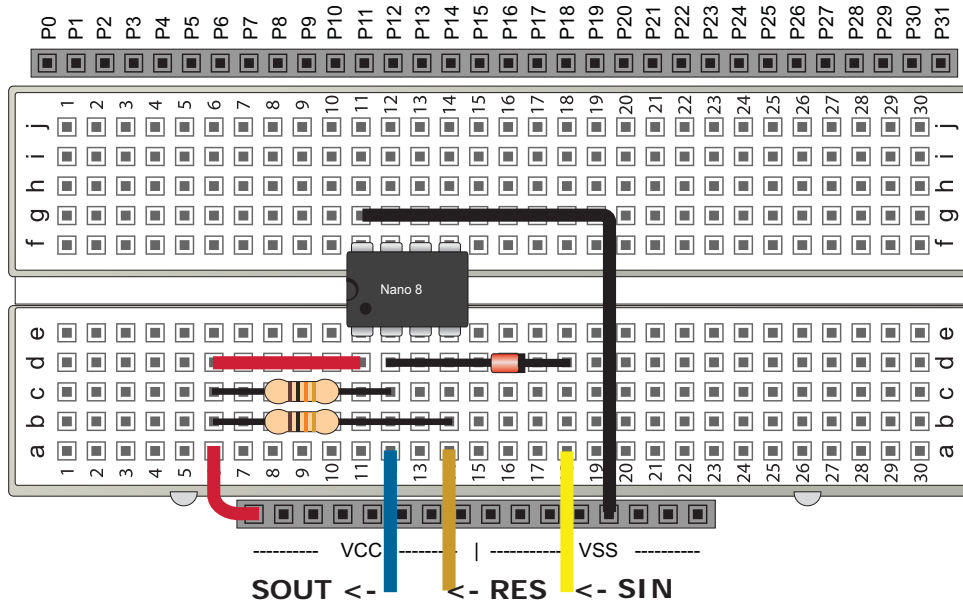 P0 P1 P2 P3 P4 P5 P6 P7 P8 P9 P10 P11 P12 P13 P14 P15 P16 P17 P18 P19 P20 P21 P22 P23 P24 P25 P26 P27 P28 P29 P30 P31
1 2 3 4 5 6 7 8 9 10 11 12 13 14 15 16 17 18 19 20 21 22 23 24 25 26 27 28 29 30
j j
i i
h h
g g
f f
Nano 8
e e
d d
c c
b b
a a
1 2 3 4 5 7 8 9 10 11 13 15 16 17 19 20 21 22 23 24 25 26 27 28 29 30
---------- VCC ---------- | ---------- VSS ----------
SOUT <- <- RES <- SIN